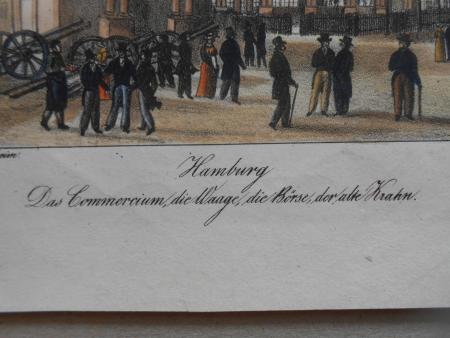 Hamburg
Das Commercium, die Waage, die Börse, der alte Krahn.